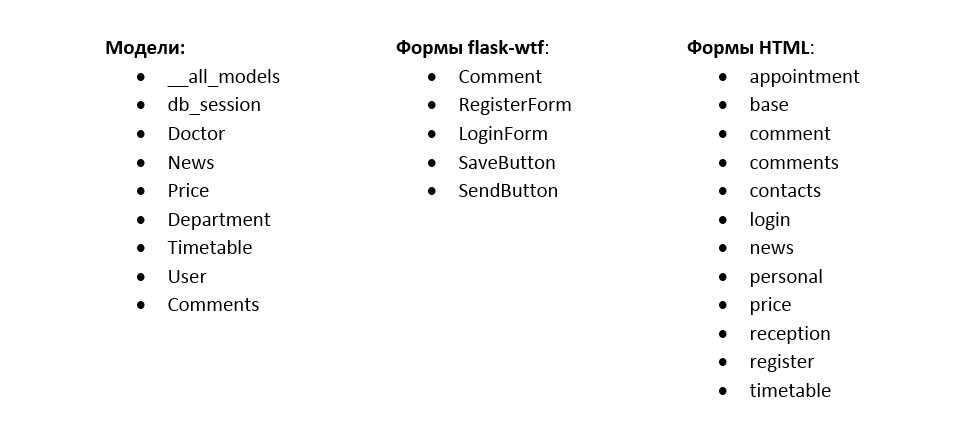 Модели:
• __all_models
• db_session
• Doctor
• News
• Price
• Department
• Timetable
• User
• Comments
Формы flask-wtf:
• Comment
• RegisterForm
• LoginForm
• SaveButton
• SendButton
Формы HTML:
• appointment
• base
• comment
• comments
• contacts
• login
• news
• personal
• price
• reception
• register
• timetable